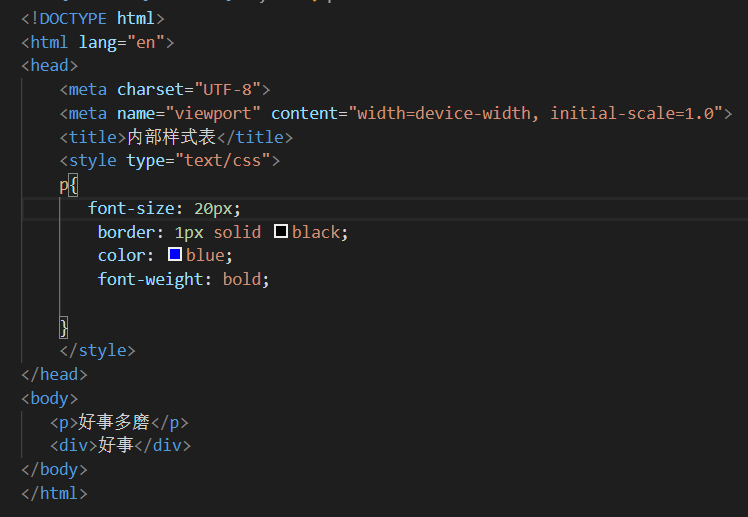 <!DOCTYPE html>
<html lang="en">
<head>
    <meta charset="UTF-8">
    <meta name="viewport" content="width=device-width, initial-scale=1.0">
    <title>内部样式表</title>
    <style type="text/css">
    p{
       font-size: 20px;
        border: 1px solid black;
        color: blue;
        font-weight: bold;
    }
    </style>
</head>
<body>
   <p>好事多磨</p>
   <div>好事</div>
</body>
</html>